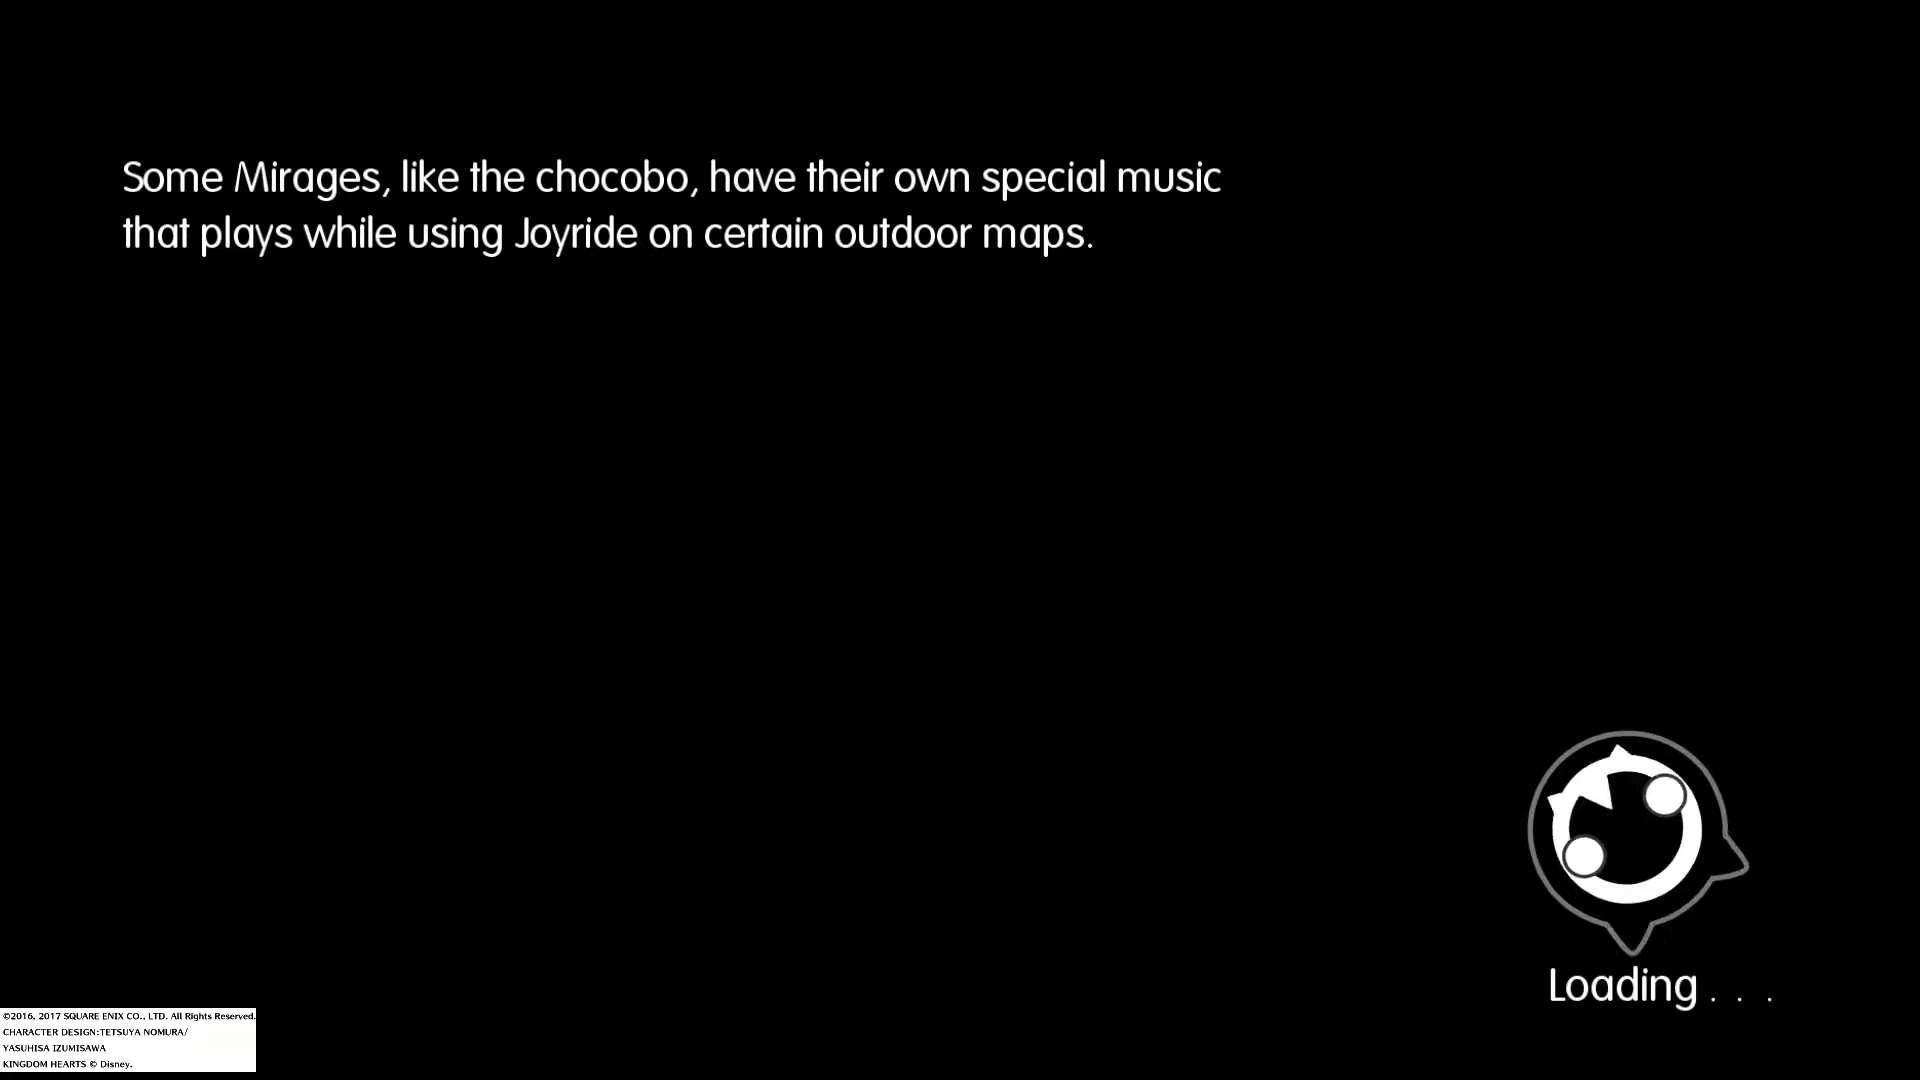 Some Mirages, like the chocobo, have their own special music
that plays while using Joyride on certain outdoor maps.
Loading . . .
©2016, 2017 SQUARE ENIX CO., LTD. All Rights Reserved.
CHARACTER DESIGN:TETSUYA NOMURA/
YASUHISA IZUMISAWA
KINGDOM HEARTS © Disney.